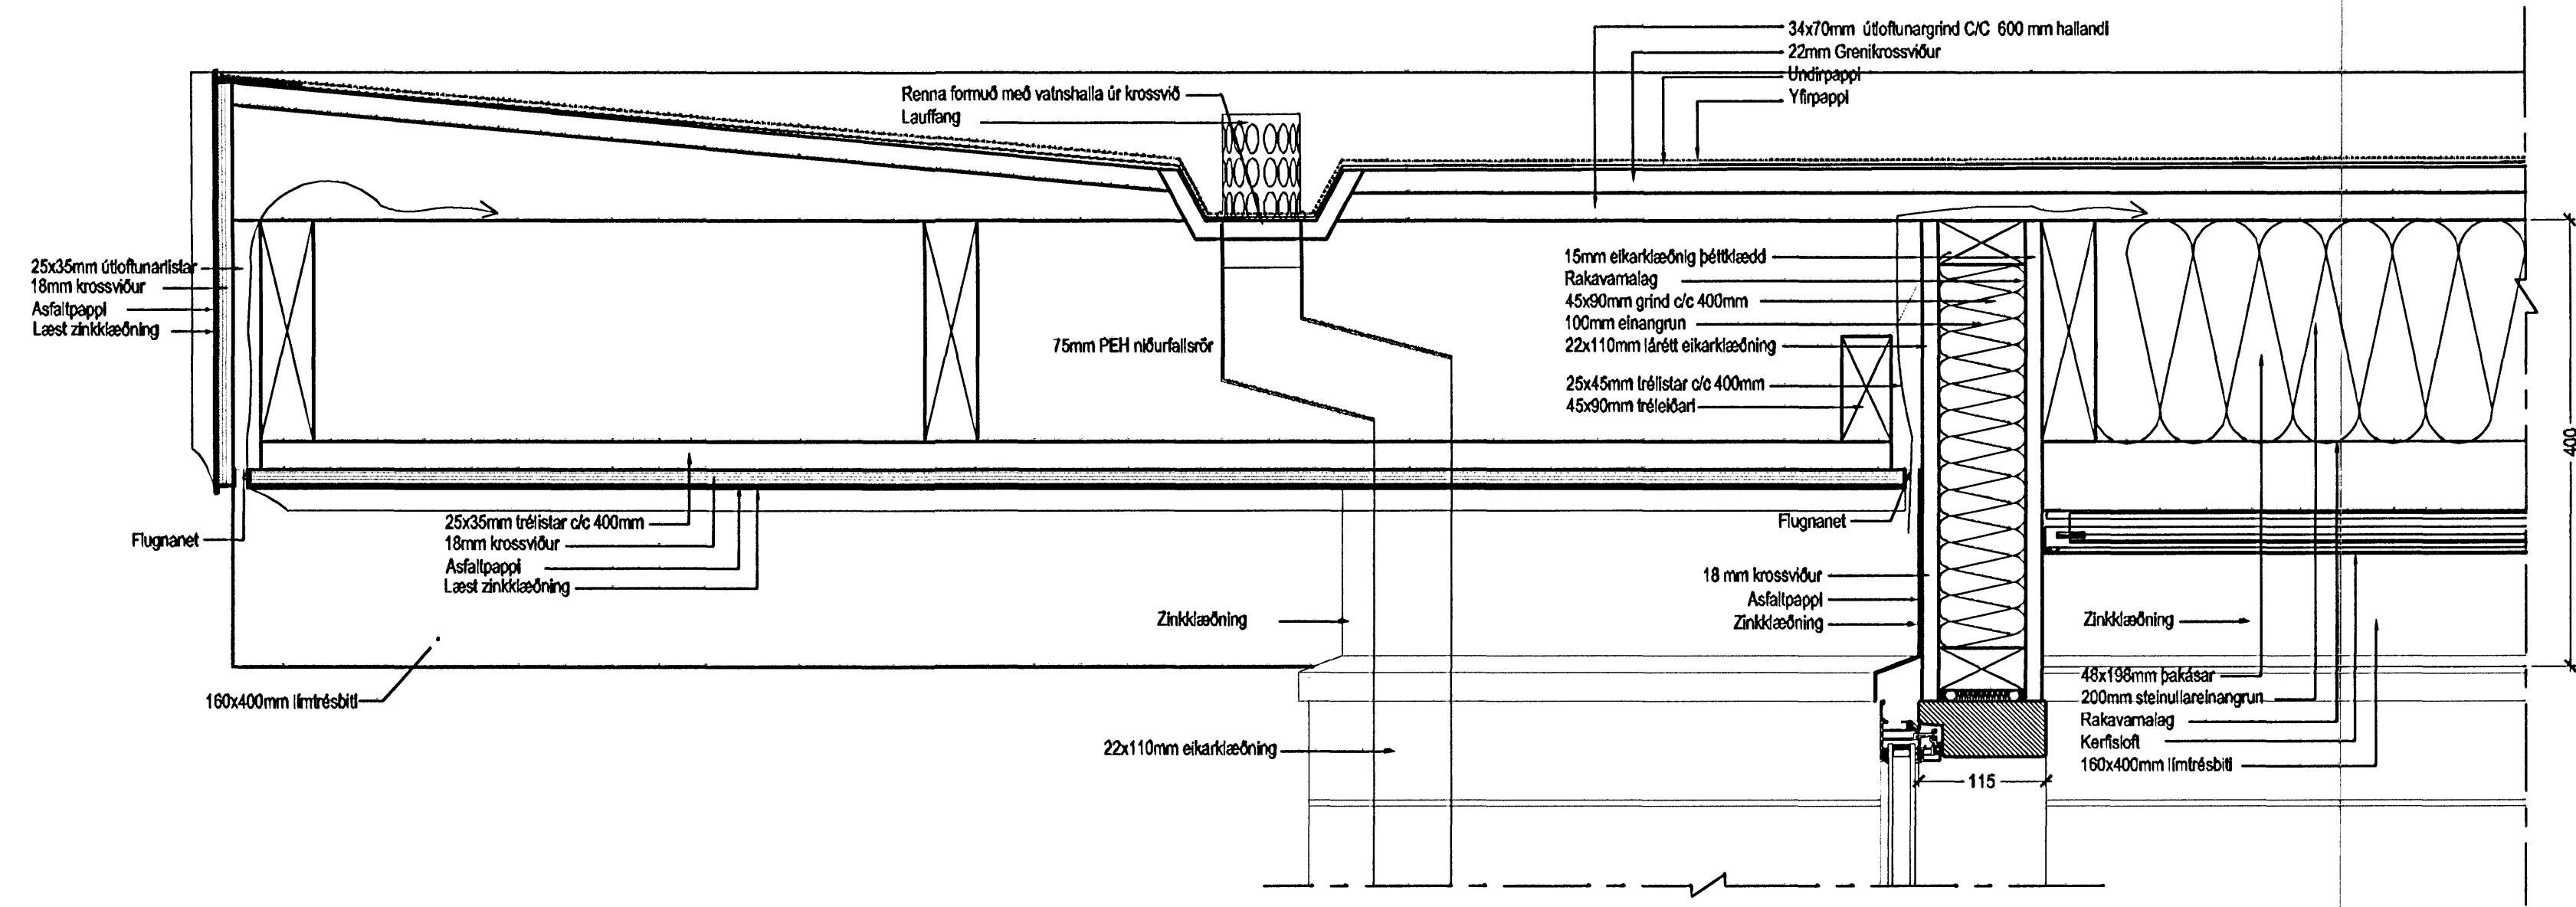 34x70mm útloftunargrind C/C 600 mm hallandi
22mm Grenikrossviður
Undirpappi
Yfirpappi
Renna formuð með vatnshalla úr krossvið
Lauffang
25x35mm útloftunarlistar
18mm krossviður
Asfaltpappi
Læst zinkklæðning
75mm PEH niðurfallsrör
15mm eikarklæðnig þéttklædd
Rakavarnalag
45x90mm grind c/c 400mm
100mm einangrun
22x110mm lárétt eikarklæðning
25x45mm trélistar c/c 400mm
45x90mm tréleiðari
400
Flugnanet
25x35mm trélistar c/c 400mm
18mm krossviður
Asfaltpappi
Læst zinkklæðning
Flugnanet
18 mm krossviður
Asfaltpappi
Zinkklæðning
Zinkklæðning
Zinkklæðning
160x400mm límtrésbiti
48x198mm þakásar
200mm steinullareinangrun
Rakavarnalag
Kerfisloft
160x400mm límtrésbiti
22x110mm eikarklæðning
115